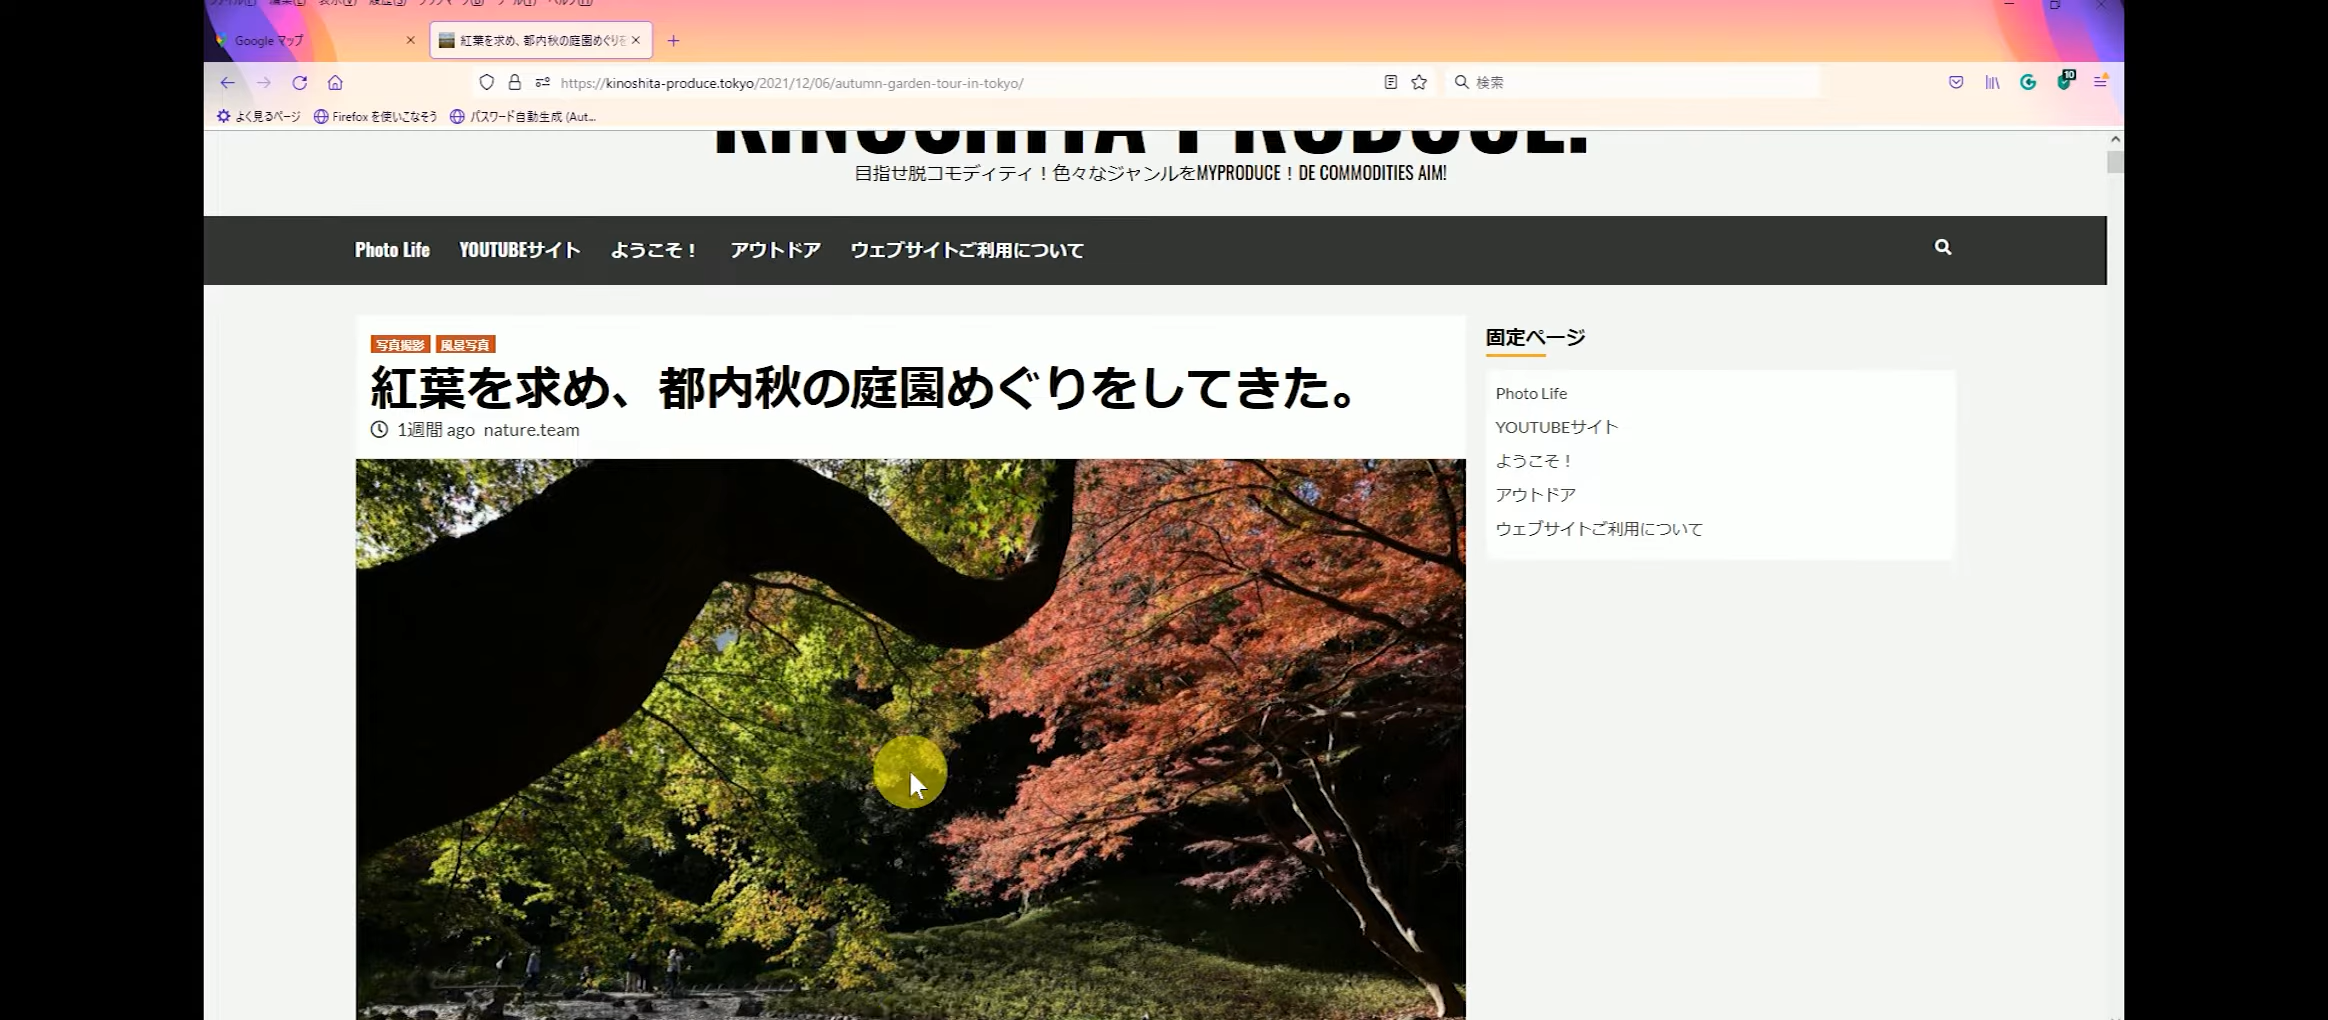 Google マップ
紅葉を求め、都内秋の庭園めぐりを
https://kinoshita-produce.tokyo/2021/12/06/autumn-garden-tour-in-tokyo/
検索
10
よく見るページ
Firefox を使いこなそう
パスワード自動生成 (Aut...
KINOSHITA PRODUCE.
目指せ脱コモディティ！色々なジャンルをMYPRODUCE！DE COMMODITIES AIM!
Photo Life YOUTUBEサイト ようこそ！ アウトドア ウェブサイトご利用について
写真撮影 風景写真
紅葉を求め、都内秋の庭園めぐりをしてきた。
1週間 ago nature.team
固定ページ
Photo Life
YOUTUBEサイト
ようこそ！
アウトドア
ウェブサイトご利用について